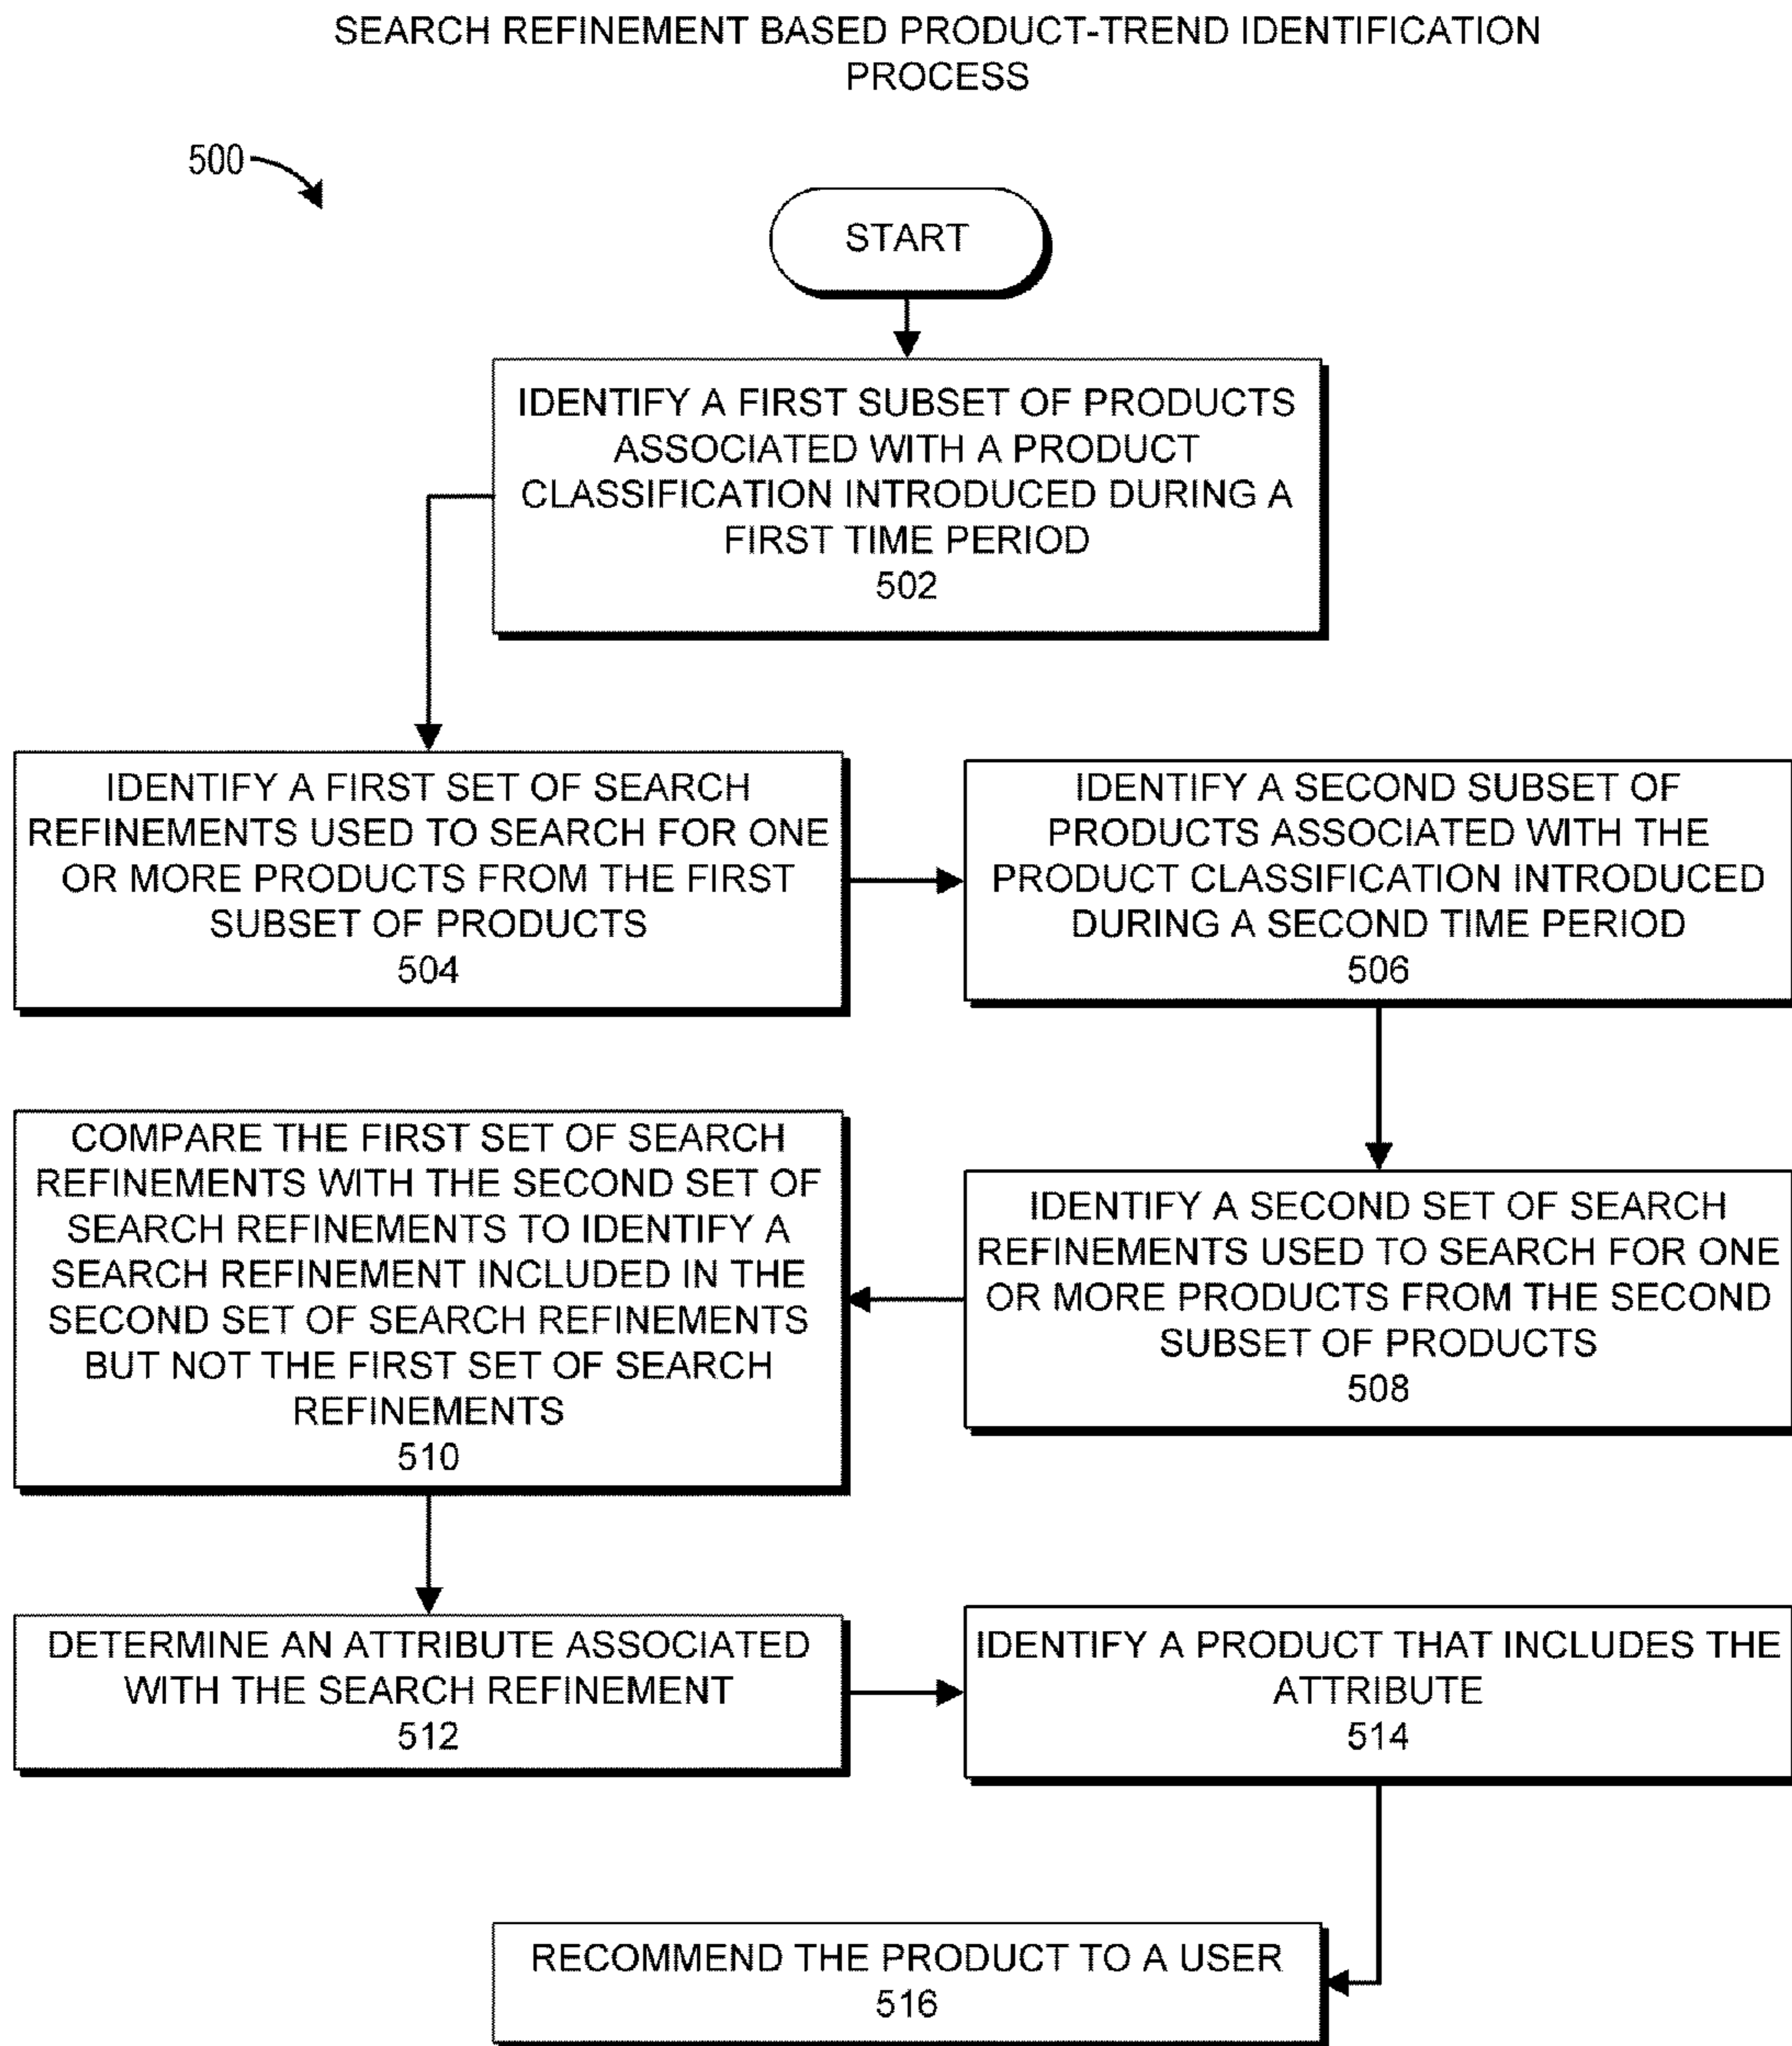 SEARCH REFINEMENT BASED PRODUCT-TREND IDENTIFICATION
PROCESS
500
START
IDENTIFY A FIRST SUBSET OF PRODUCTS
ASSOCIATED WITH A PRODUCT
CLASSIFICATION INTRODUCED DURING A
FIRST TIME PERIOD
502
IDENTIFY A FIRST SET OF SEARCH
REFINEMENTS USED TO SEARCH FOR ONE
OR MORE PRODUCTS FROM THE FIRST
SUBSET OF PRODUCTS
504
IDENTIFY A SECOND SUBSET OF
PRODUCTS ASSOCIATED WITH THE
PRODUCT CLASSIFICATION INTRODUCED
DURING A SECOND TIME PERIOD
506
IDENTIFY A SECOND SET OF SEARCH
REFINEMENTS USED TO SEARCH FOR ONE
OR MORE PRODUCTS FROM THE SECOND
SUBSET OF PRODUCTS
508
COMPARE THE FIRST SET OF SEARCH
REFINEMENTS WITH THE SECOND SET OF
SEARCH REFINEMENTS TO IDENTIFY A
SEARCH REFINEMENT INCLUDED IN THE
SECOND SET OF SEARCH REFINEMENTS
BUT NOT THE FIRST SET OF SEARCH
REFINEMENTS
510
DETERMINE AN ATTRIBUTE ASSOCIATED
WITH THE SEARCH REFINEMENT
512
IDENTIFY A PRODUCT THAT INCLUDES THE
ATTRIBUTE
514
RECOMMEND THE PRODUCT TO A USER
516